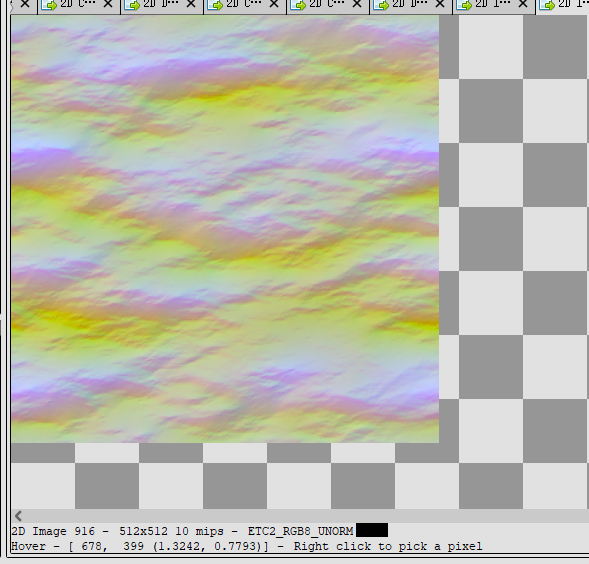 2D C··· 2D D··· 2D C··· 2D C··· 2D D··· 2D I··· 2D I··
2D Image 916 - 512x512 10 mips - ETC2_RGB8_UNORM
Hover - [ 678,  399 (1.3242, 0.7793)] - Right click to pick a pixel